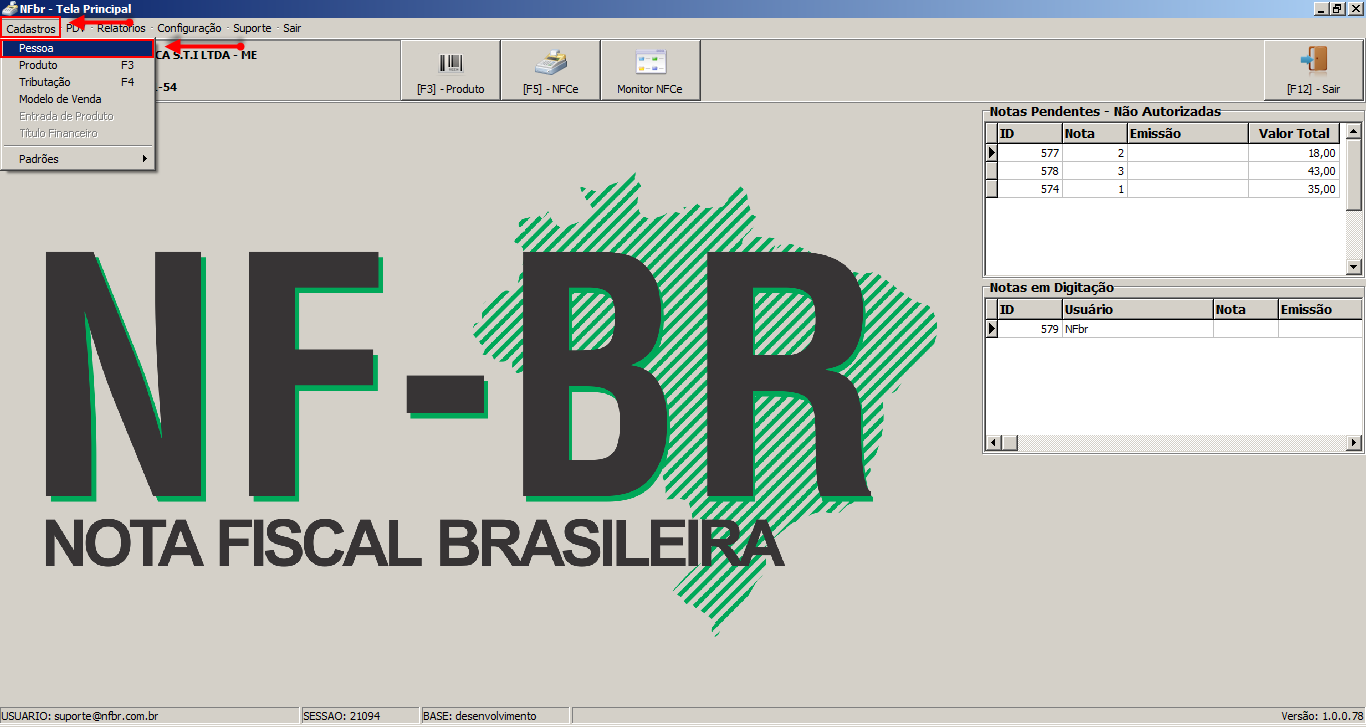 NFbr - Tela Principal
Cadastros PDV Relatórios Configuração Suporte Sair
Pessoa
Produto F3
Tributação F4
Modelo de Venda
Entrada de Produto
Título Financeiro
Padrões
CA S.T.I LTDA - ME
-54
[F3] - Produto
[F5] - NFCe
Monitor NFCe
[F12] - Sair
Notas Pendentes - Não Autorizadas
ID Nota Emissão Valor Total
577 2 18,00
578 3 43,00
574 1 35,00
Notas em Digitação
ID Usuário Nota Emissão
579 NFbr
NF-BR
NOTA FISCAL BRASILEIRA
USUARIO: suporte@nfbr.com.br SESSAO: 21094 BASE: desenvolvimento Versão: 1.0.0.78